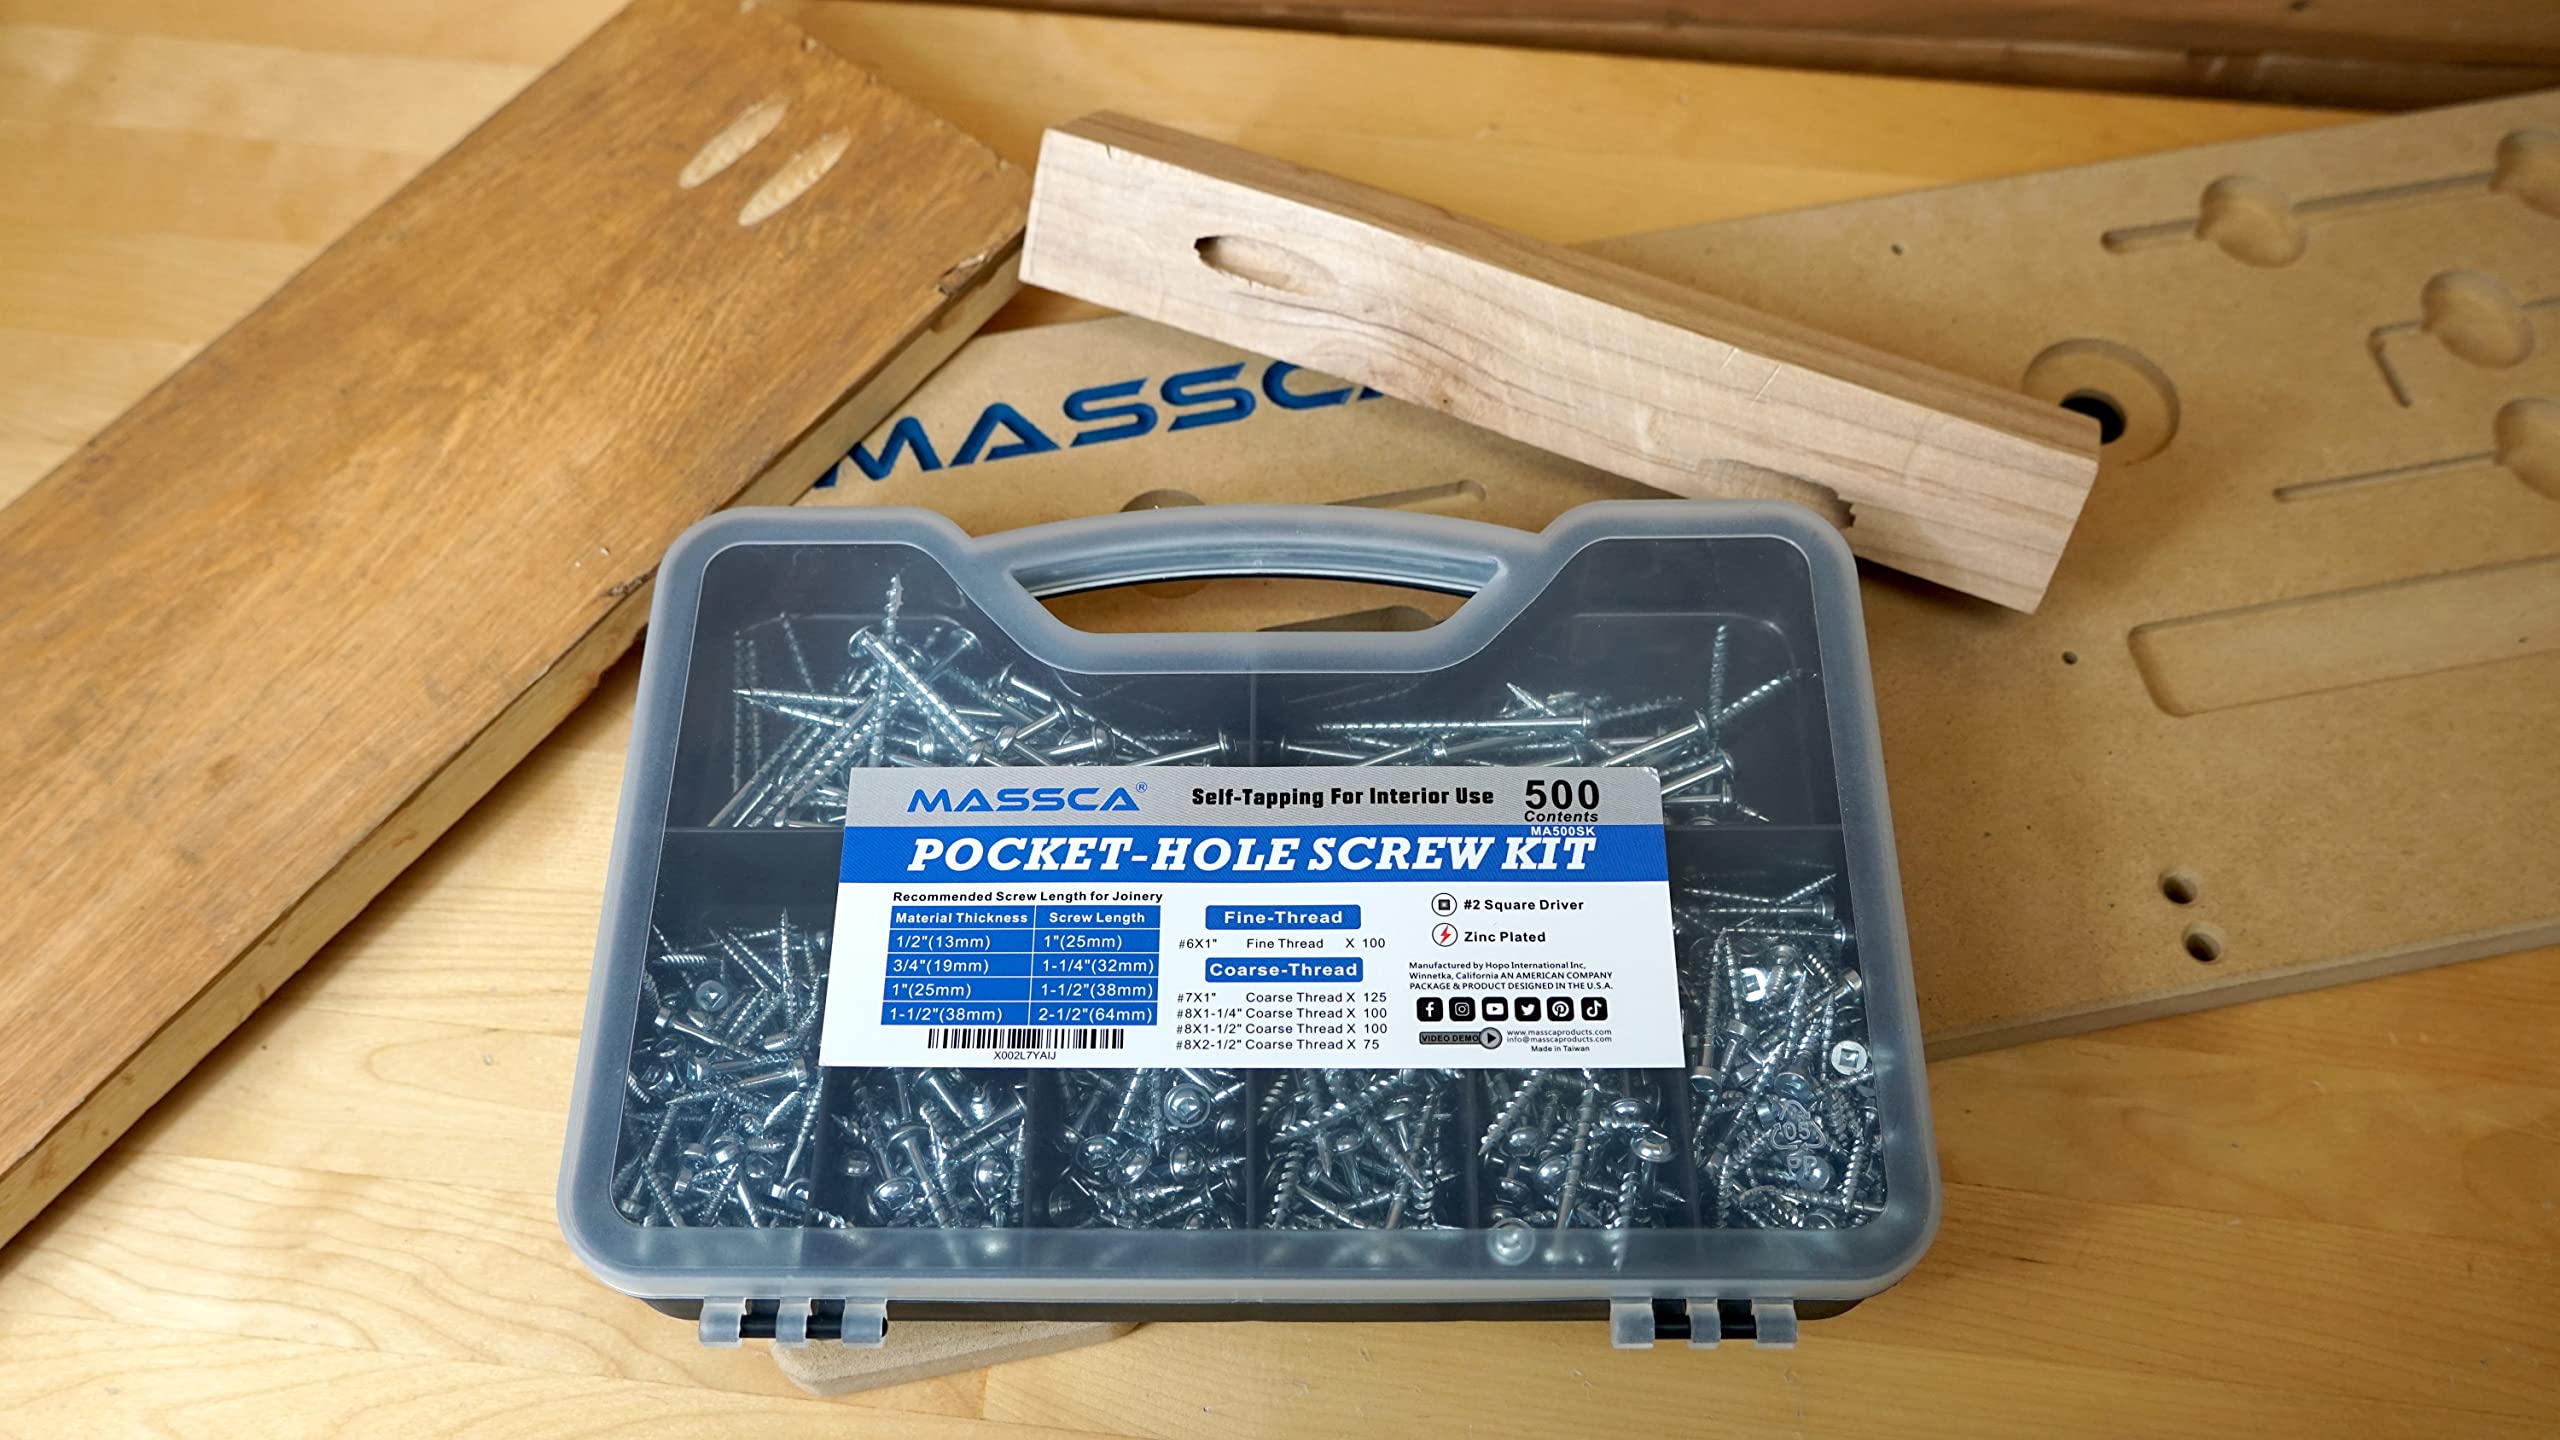 MASSC
MASSCA® Self-Tapping For Interior Use 500
Contents
MA500SK
POCKET-HOLE SCREW KIT
Recommended Screw Length for Joinery
Material Thickness Screw Length
1/2"(13mm) 1"(25mm)
3/4"(19mm) 1-1/4"(32mm)
1"(25mm) 1-1/2"(38mm)
1-1/2"(38mm) 2-1/2"(64mm)
X002L7YAIJ
Fine-Thread
#6X1" Fine Thread X 100
Coarse-Thread
#7X1" Coarse Thread X 125
#8X1-1/4" Coarse Thread X 100
#8X1-1/2" Coarse Thread X 100
#8X2-1/2" Coarse Thread X 75
#2 Square Driver
Zinc Plated
Manufactured by Hopo International Inc,
Winnetka, California AN AMERICAN COMPANY
PACKAGE & PRODUCT DESIGNED IN THE U.S.A.
VIDEO DEMO
www.masscaproducts.com
info@masscaproducts.com
Made in Taiwan
05
PP